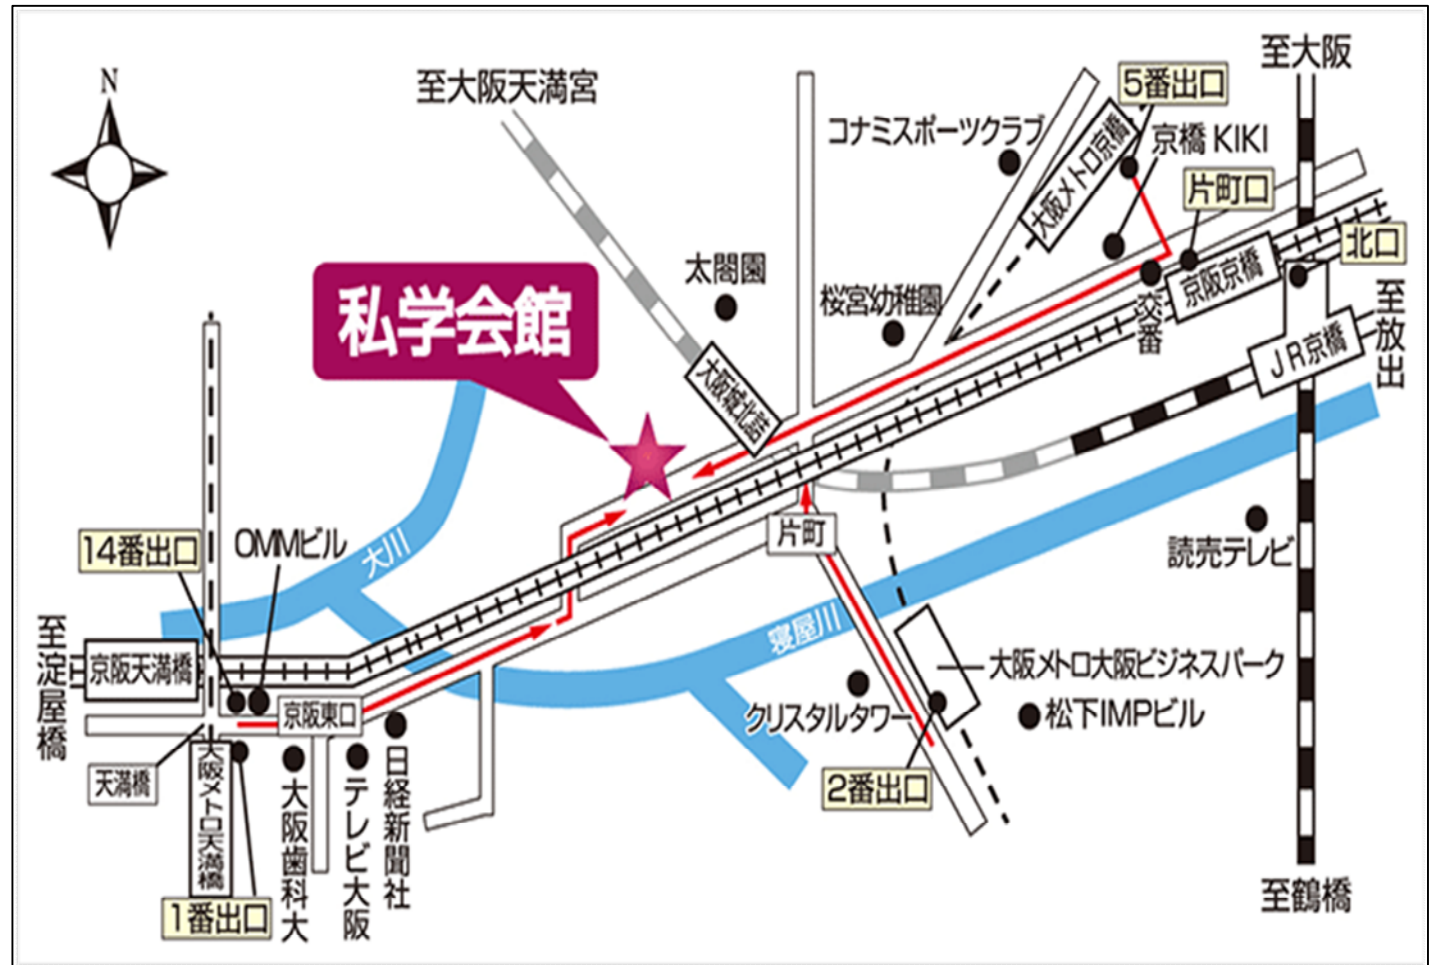 N
至大阪天満宮
コナミスポーツクラブ
5番出口
至大阪
大阪メトロ京橋
京橋 KIKI
片町口
北口
太閤園
桜宮幼稚園
京阪京橋
交番
至放出
JR京橋
私学会館
大阪城北詰
14番出口
OMMビル
大川
片町
読売テレビ
寝屋川
至淀屋橋
京阪天満橋
京阪東口
大阪メトロ大阪ビジネスパーク
クリスタルタワー
松下IMPビル
天満橋
大阪メトロ天満橋
大阪歯科大
テレビ大阪
日経新聞社
2番出口
1番出口
至鶴橋